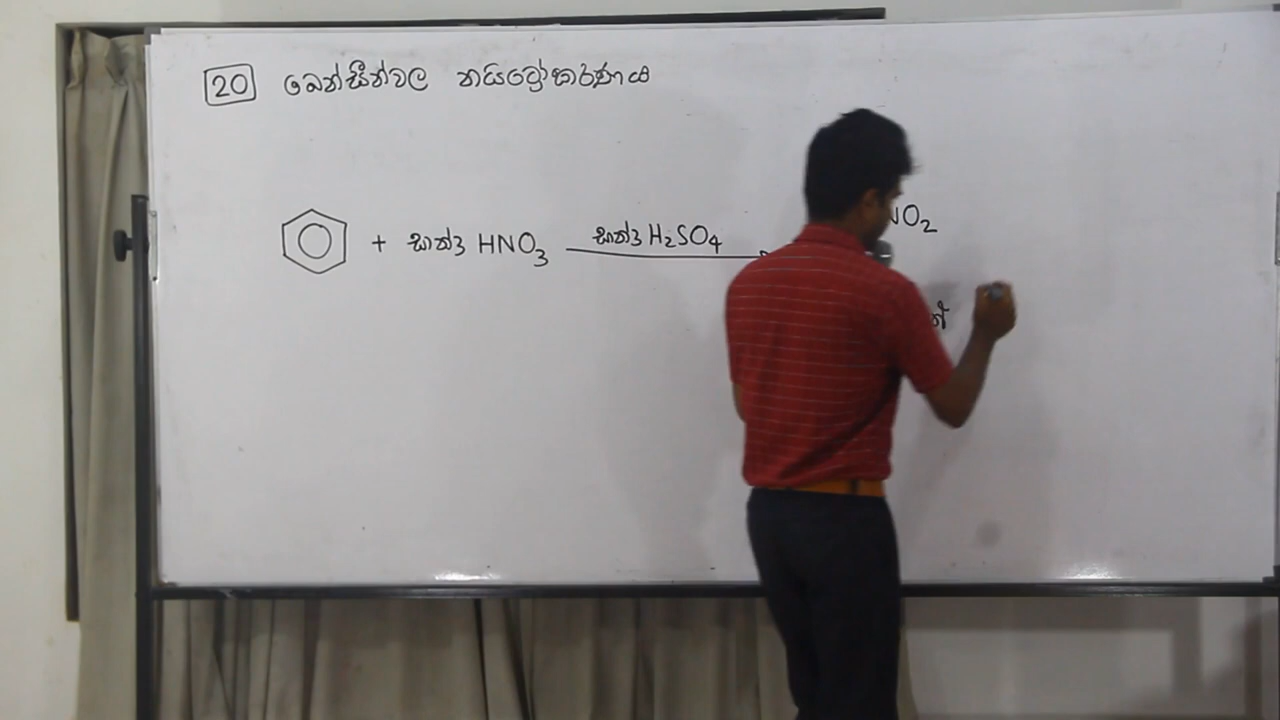 20 බෙන්සීන්වල නයිට්‍රෝකරණය
+ සාන්ද්‍ර HNO3 සාන්ද්‍ර H2SO4 NO2